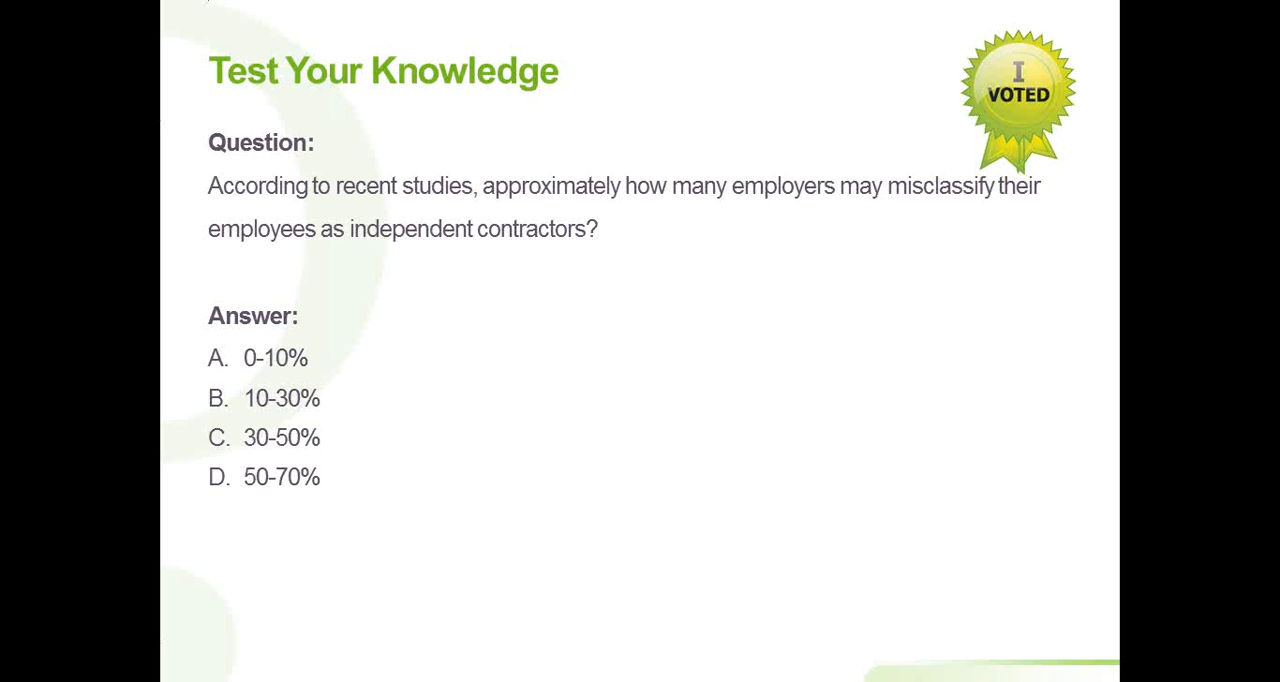 Test Your Knowledge
I
VOTED
Question:
According to recent studies, approximately how many employers may misclassify their
employees as independent contractors?
Answer:
A. 0-10%
B. 10-30%
C. 30-50%
D. 50-70%